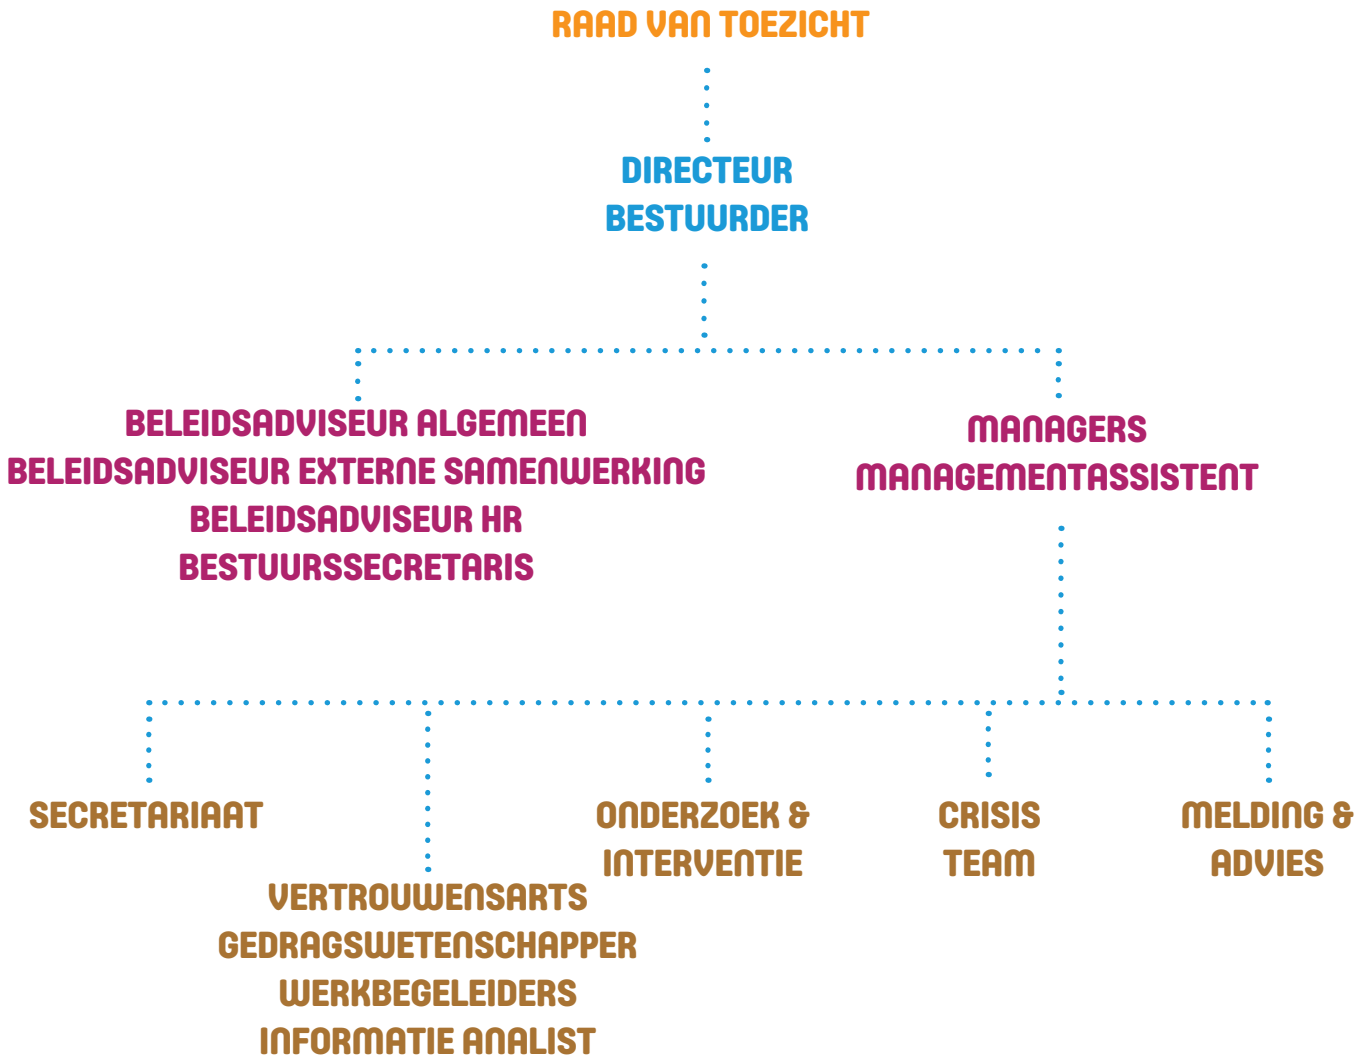 RAAD VAN TOEZICHT
DIRECTEUR
BESTUURDER
BELEIDSADVISEUR ALGEMEEN
BELEIDSADVISEUR EXTERNE SAMENWERKING
BELEIDSADVISEUR HR
BESTUURSSECRETARIS
MANAGERS
MANAGEMENTASSISTENT
SECRETARIAAT
VERTROUWENSARTS
GEDRAGSWETENSCHAPPER
WERKBEGELEIDERS
INFORMATIE ANALIST
ONDERZOEK &
INTERVENTIE
CRISIS
TEAM
MELDING &
ADVIES